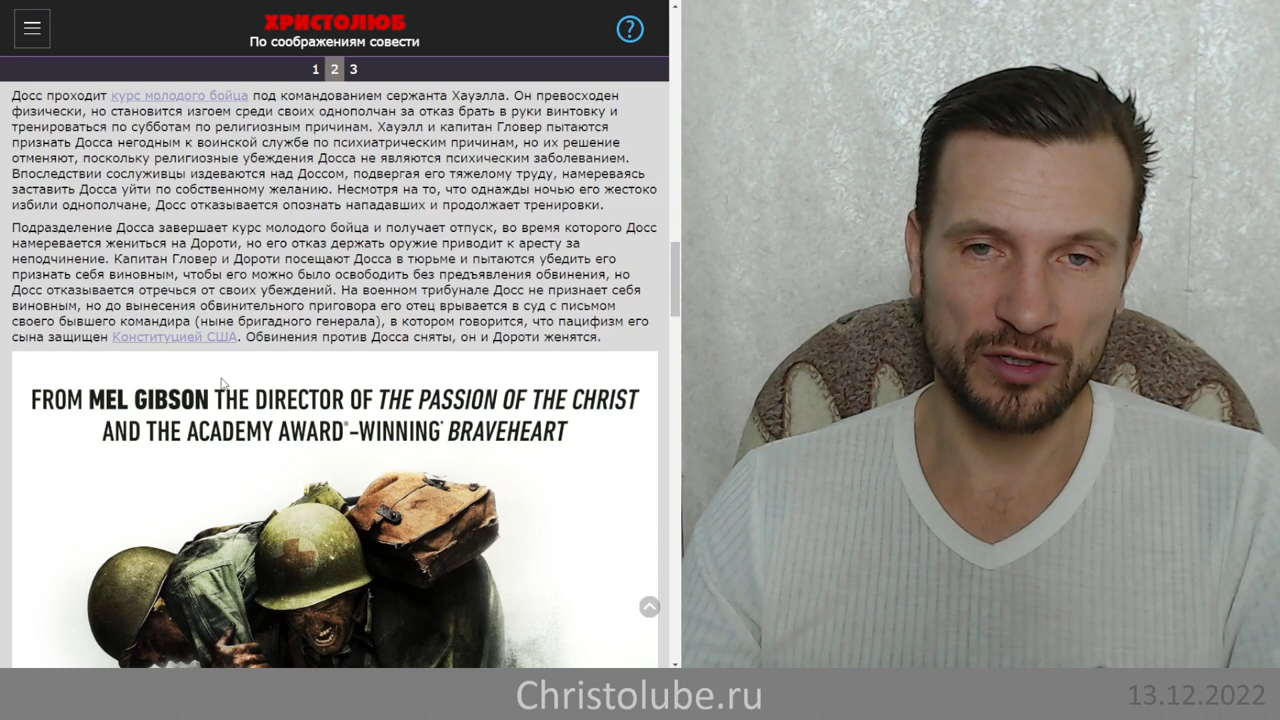 ХРИСТОЛЮБ
По соображениям совести
?
1 2 3
Досс проходит курс молодого бойца под командованием сержанта Хауэлла. Он превосходен
физически, но становится изгоем среди своих однополчан за отказ брать в руки винтовку и
тренироваться по субботам по религиозным причинам. Хауэлл и капитан Гловер пытаются
признать Досса негодным к воинской службе по психиатрическим причинам, но их решение
отменяют, поскольку религиозные убеждения Досса не являются психическим заболеванием.
Впоследствии сослуживцы издеваются над Доссом, подвергая его тяжелому труду, намереваясь
заставить Досса уйти по собственному желанию. Несмотря на то, что однажды ночью его жестоко
избили однополчане, Досс отказывается опознать нападавших и продолжает тренировки.
Подразделение Досса завершает курс молодого бойца и получает отпуск, во время которого Досс
намеревается жениться на Дороти, но его отказ держать оружие приводит к аресту за
неподчинение. Капитан Гловер и Дороти посещают Досса в тюрьме и пытаются убедить его
признать себя виновным, чтобы его можно было освободить без предъявления обвинения, но
Досс отказывается отречься от своих убеждений. На военном трибунале Досс не признает себя
виновным, но до вынесения обвинительного приговора его отец врывается в суд с письмом
своего бывшего командира (ныне бригадного генерала), в котором говорится, что пацифизм его
сына защищен Конституцией США. Обвинения против Досса сняты, он и Дороти женятся.
FROM MEL GIBSON THE DIRECTOR OF THE PASSION OF THE CHRIST
AND THE ACADEMY AWARD®-WINNING® BRAVEHEART
Christolube.ru
13.12.2022